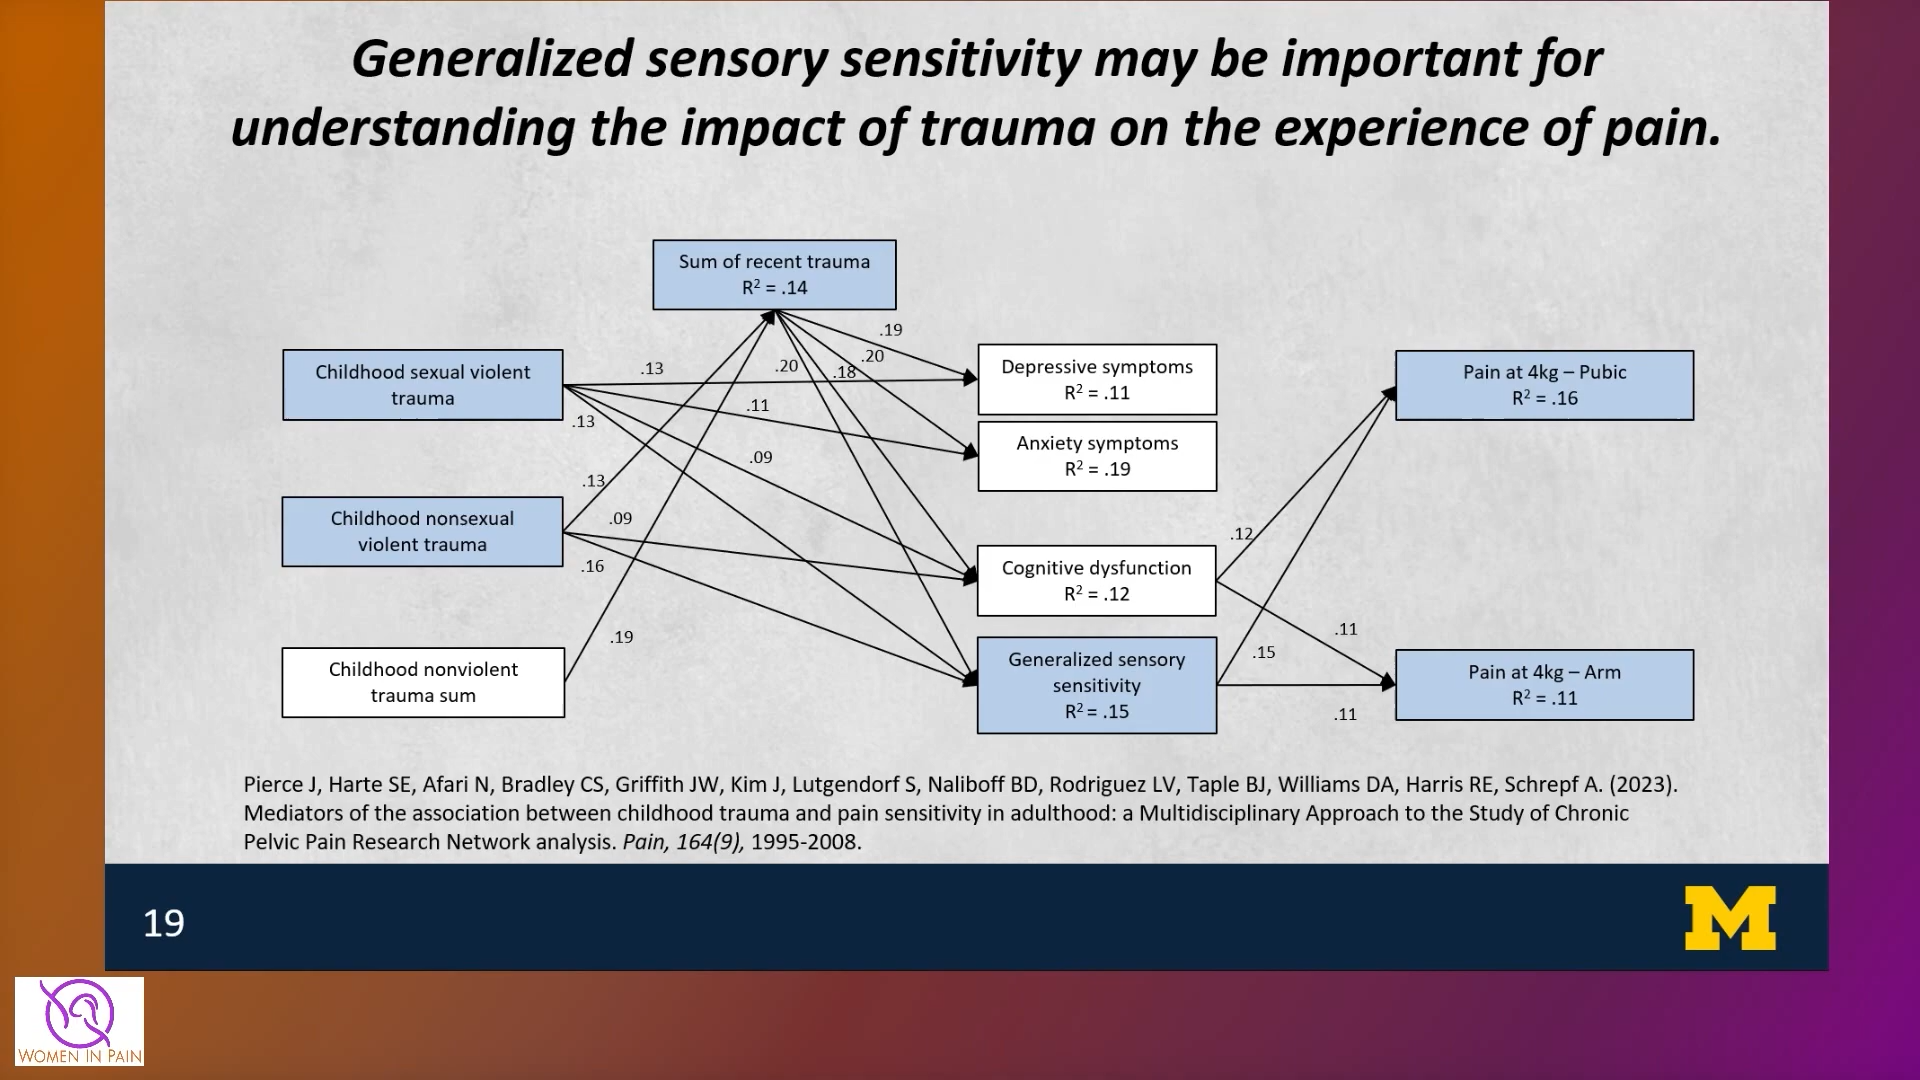 Generalized sensory sensitivity may be important for
understanding the impact of trauma on the experience of pain.
Sum of recent trauma
R² = .14
.19
.20
.13
.20
.18
Childhood sexual violent
trauma
Depressive symptoms
R² = .11
Pain at 4kg – Pubic
R² = .16
.11
.13
Anxiety symptoms
R² = .19
.09
.13
Childhood nonsexual
violent trauma
.09
.16
.12
Cognitive dysfunction
R² = .12
.19
.11
.15
Childhood nonviolent
trauma sum
Generalized sensory
sensitivity
R² = .15
Pain at 4kg – Arm
R² = .11
.11
Pierce J, Harte SE, Afari N, Bradley CS, Griffith JW, Kim J, Lutgendorf S, Naliboff BD, Rodriguez LV, Taple BJ, Williams DA, Harris RE, Schrepf A. (2023).
Mediators of the association between childhood trauma and pain sensitivity in adulthood: a Multidisciplinary Approach to the Study of Chronic
Pelvic Pain Research Network analysis. Pain, 164(9), 1995-2008.
19
M
WOMEN IN PAIN